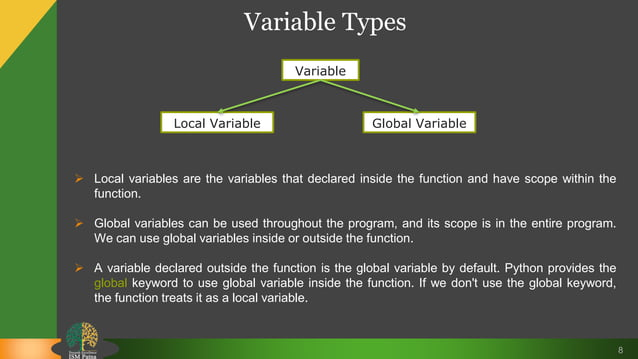 Variable Types
Variable
Local Variable
Global Variable
Local variables are the variables that declared inside the function and have scope within the
function.
Global variables can be used throughout the program, and its scope is in the entire program.
We can use global variables inside or outside the function.
A variable declared outside the function is the global variable by default. Python provides the
global keyword to use global variable inside the function. If we don't use the global keyword,
the function treats it as a local variable.
ISM Patna
8